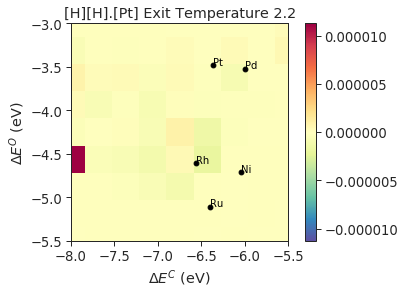 [H][H].[Pt] Exit Temperature 2.2
−3.0
−3.5
−4.0
−4.5
−5.0
−5.5
ΔE^O (eV)
Pt
Pd
Rh
Ni
Ru
−8.0 −7.5 −7.0 −6.5 −6.0 −5.5
ΔE^C (eV)
0.000010
0.000005
0.000000
−0.000005
−0.000010